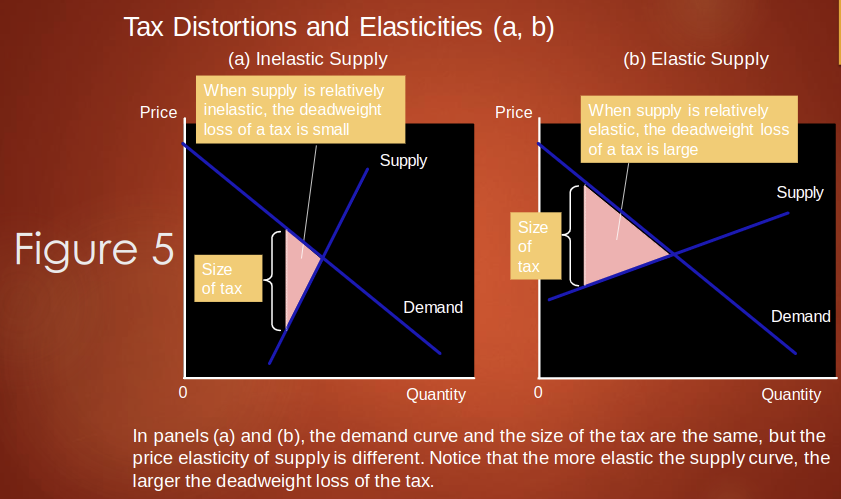 Tax Distortions and Elasticities (a, b)
(a) Inelastic Supply
(b) Elastic Supply
When supply is relatively
inelastic, the deadweight
loss of a tax is small
Price
Supply
Size
of tax
Demand
0
Quantity
When supply is relatively
elastic, the deadweight loss
of a tax is large
Price
Supply
Size
of
tax
Demand
0
Quantity
Figure 5
In panels (a) and (b), the demand curve and the size of the tax are the same, but the
price elasticity of supply is different. Notice that the more elastic the supply curve, the
larger the deadweight loss of the tax.